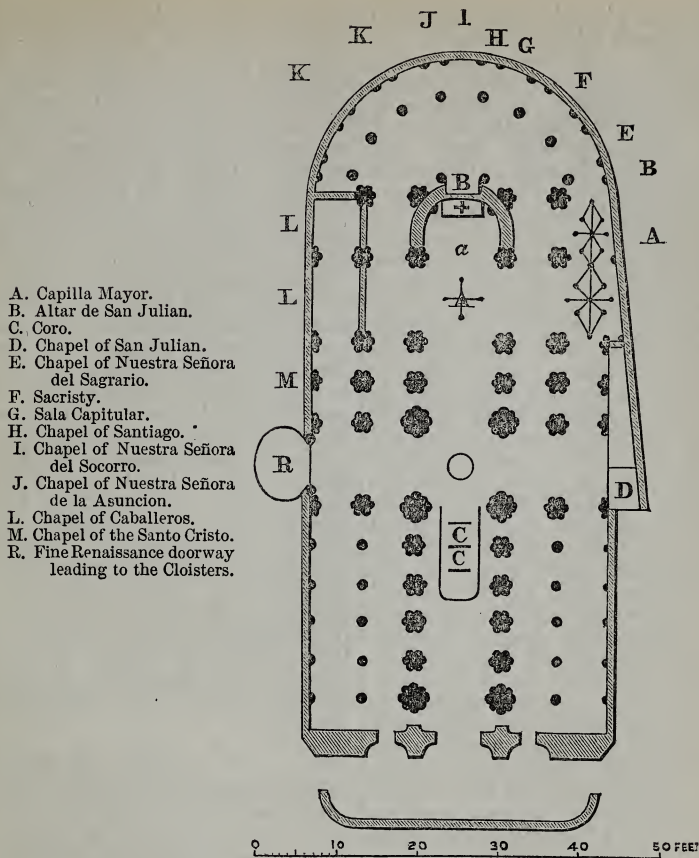 K K J I H G F E B A
B
L
a
A
L
M
R
D
C
C
A. Capilla Mayor.
B. Altar de San Julian.
C. Coro.
D. Chapel of San Julian.
E. Chapel of Nuestra Señora
del Sagrario.
F. Sacristy.
G. Sala Capitular.
H. Chapel of Santiago.
I. Chapel of Nuestra Señora
del Socorro.
J. Chapel of Nuestra Señora
de la Asuncion.
L. Chapel of Caballeros.
M. Chapel of the Santo Cristo.
R. Fine Renaissance doorway
leading to the Cloisters.
0 10 20 30 40 50 FEET